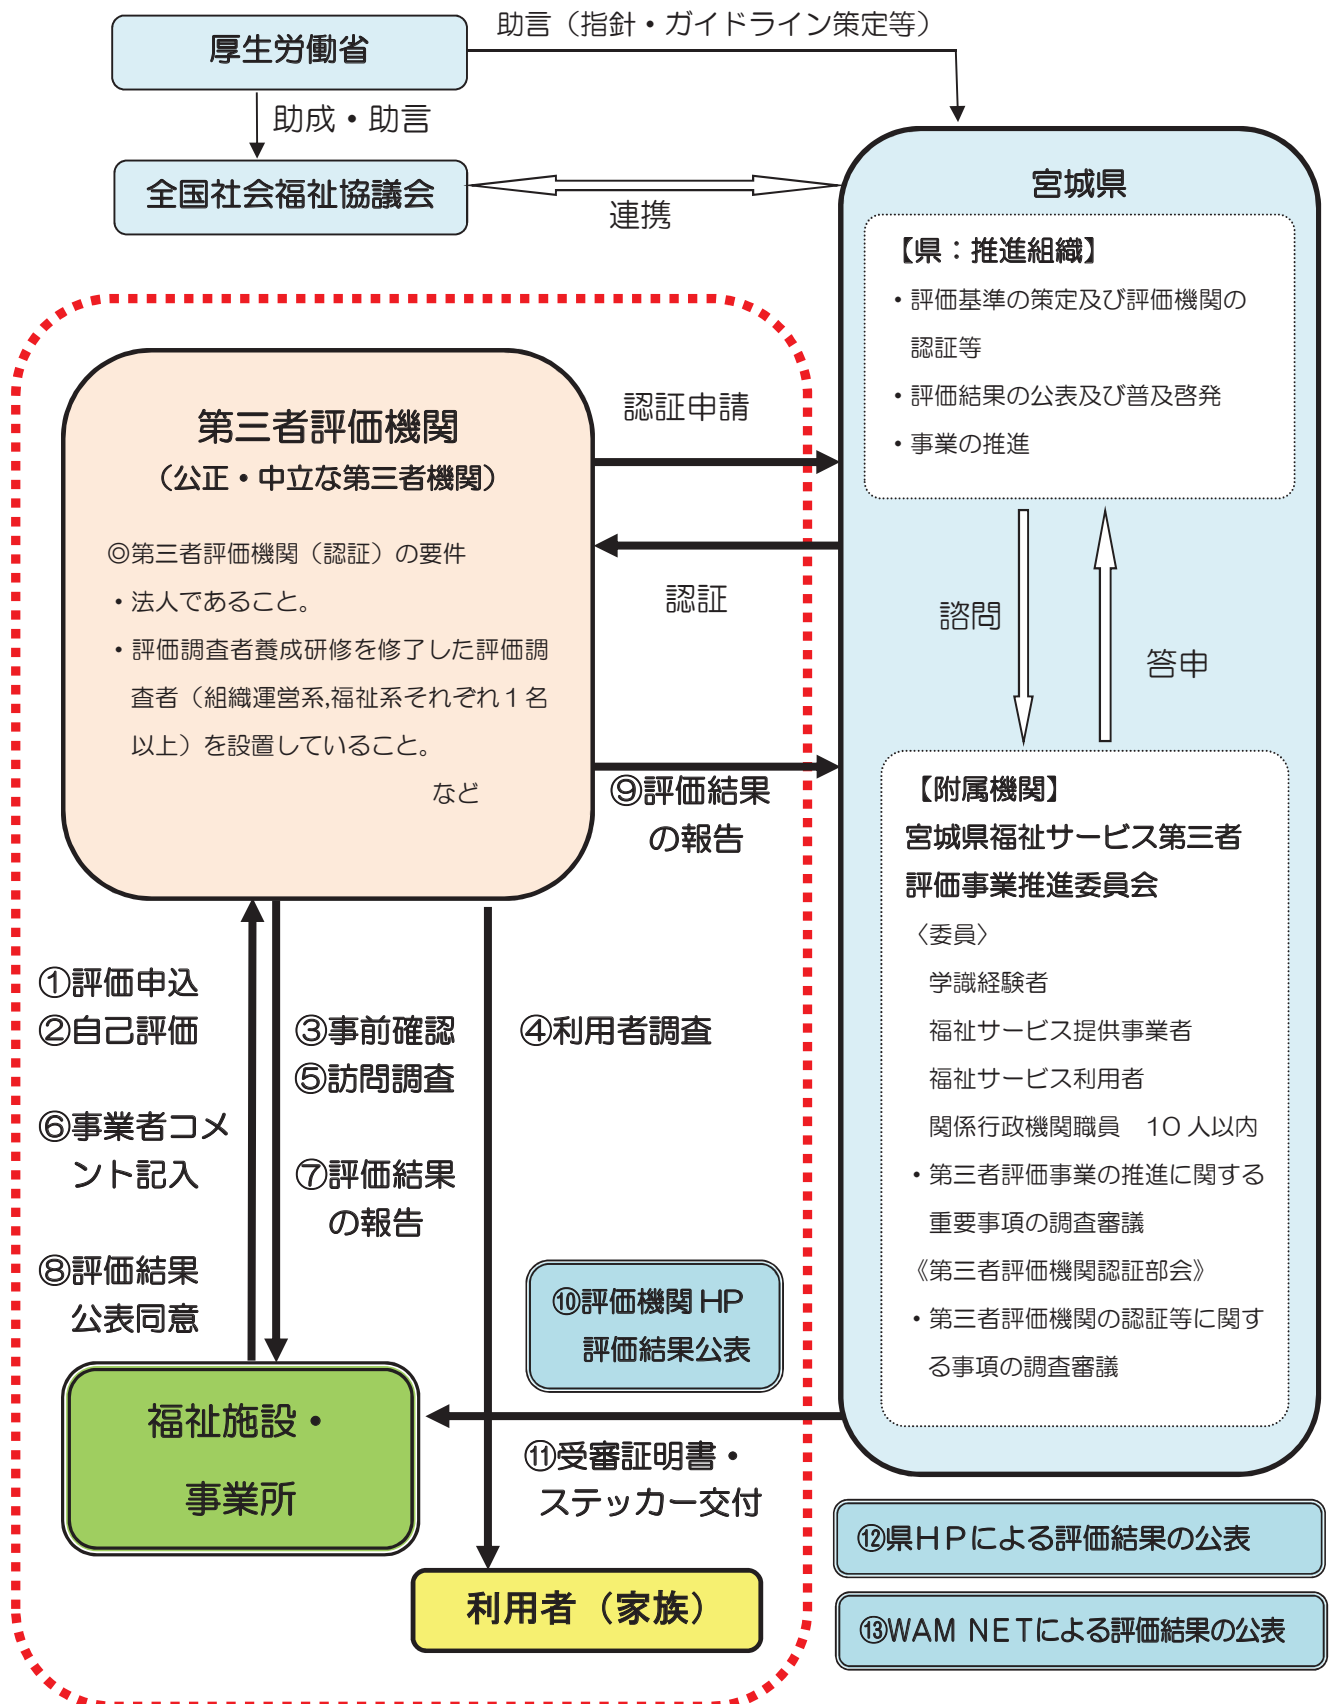 厚生労働省
助言（指針・ガイドライン策定等）
助成・助言
全国社会福祉協議会
連携
宮城県
【県：推進組織】
・評価基準の策定及び評価機関の
認証等
・評価結果の公表及び普及啓発
・事業の推進
諮問
答申
【附属機関】
宮城県福祉サービス第三者
評価事業推進委員会
〈委員〉
学識経験者
福祉サービス提供事業者
福祉サービス利用者
関係行政機関職員　10人以内
・第三者評価事業の推進に関する
重要事項の調査審議
《第三者評価機関認証部会》
・第三者評価機関の認証等に関す
る事項の調査審議
第三者評価機関
（公正・中立な第三者機関）
◎第三者評価機関（認証）の要件
・法人であること。
・評価調査者養成研修を修了した評価調
査者（組織運営系,福祉系それぞれ１名
以上）を設置していること。
など
認証申請
認証
⑨評価結果
の報告
①評価申込
②自己評価
⑥事業者コメ
ント記入
⑧評価結果
公表同意
③事前確認
⑤訪問調査
⑦評価結果
の報告
④利用者調査
⑩評価機関HP
評価結果公表
福祉施設・
事業所
⑪受審証明書・
ステッカー交付
利用者（家族）
⑫県ＨＰによる評価結果の公表
⑬WAM NETによる評価結果の公表